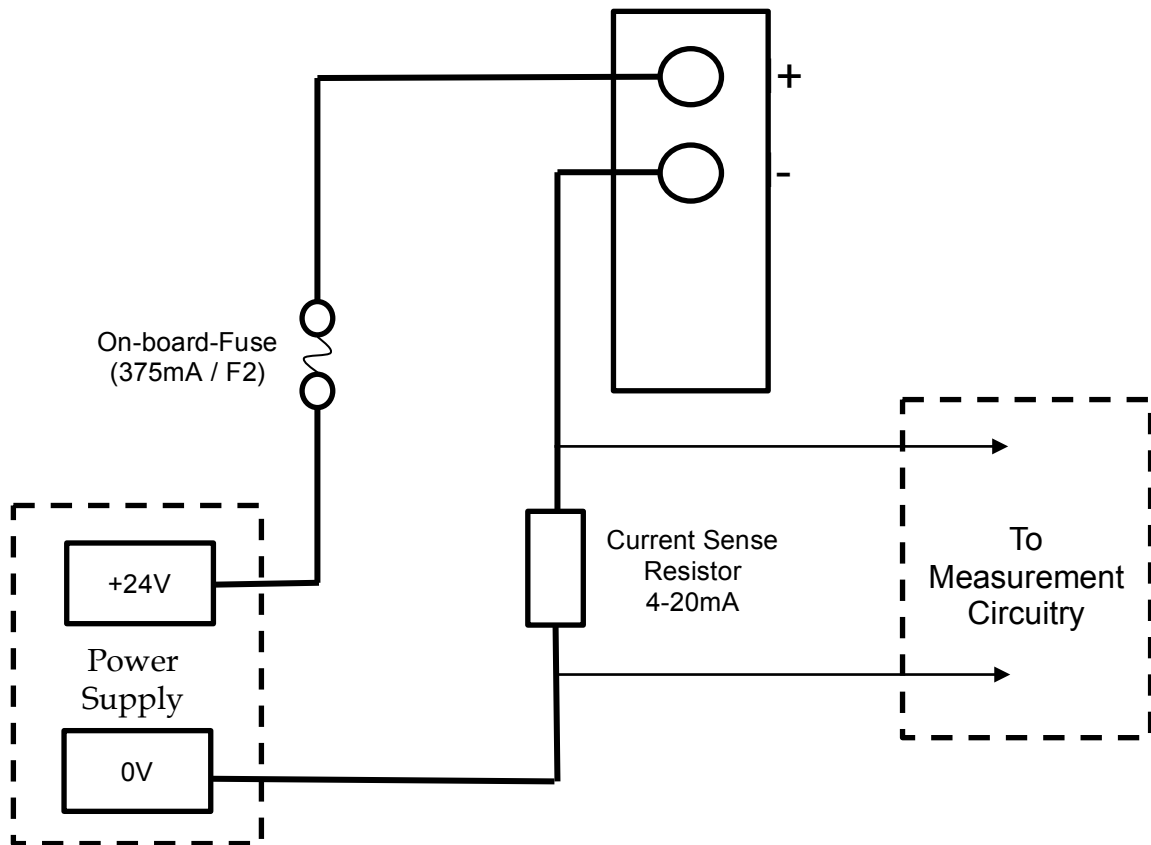 +
-
On-board-Fuse
(375mA / F2)
Current Sense
Resistor
4-20mA
To
Measurement
Circuitry
+24V
Power
Supply
0V